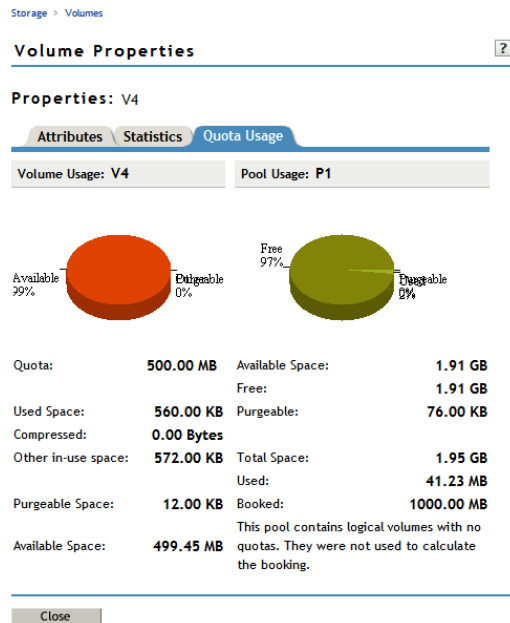 Storage > Volumes
Volume Properties
?
Properties: V4
Attributes
Statistics
Quota Usage
Volume Usage: V4
Pool Usage: P1
Available
99%
Purgeable
0%
Free
97%
Purgeable
Quota: 500.00 MB
Available Space: 1.91 GB
Free: 1.91 GB
Used Space: 560.00 KB
Purgeable: 76.00 KB
Compressed: 0.00 Bytes
Other in-use space: 572.00 KB
Total Space: 1.95 GB
Used: 41.23 MB
Purgeable Space: 12.00 KB
Booked: 1000.00 MB
Available Space: 499.45 MB
This pool contains logical volumes with no
quotas. They were not used to calculate
the booking.
Close